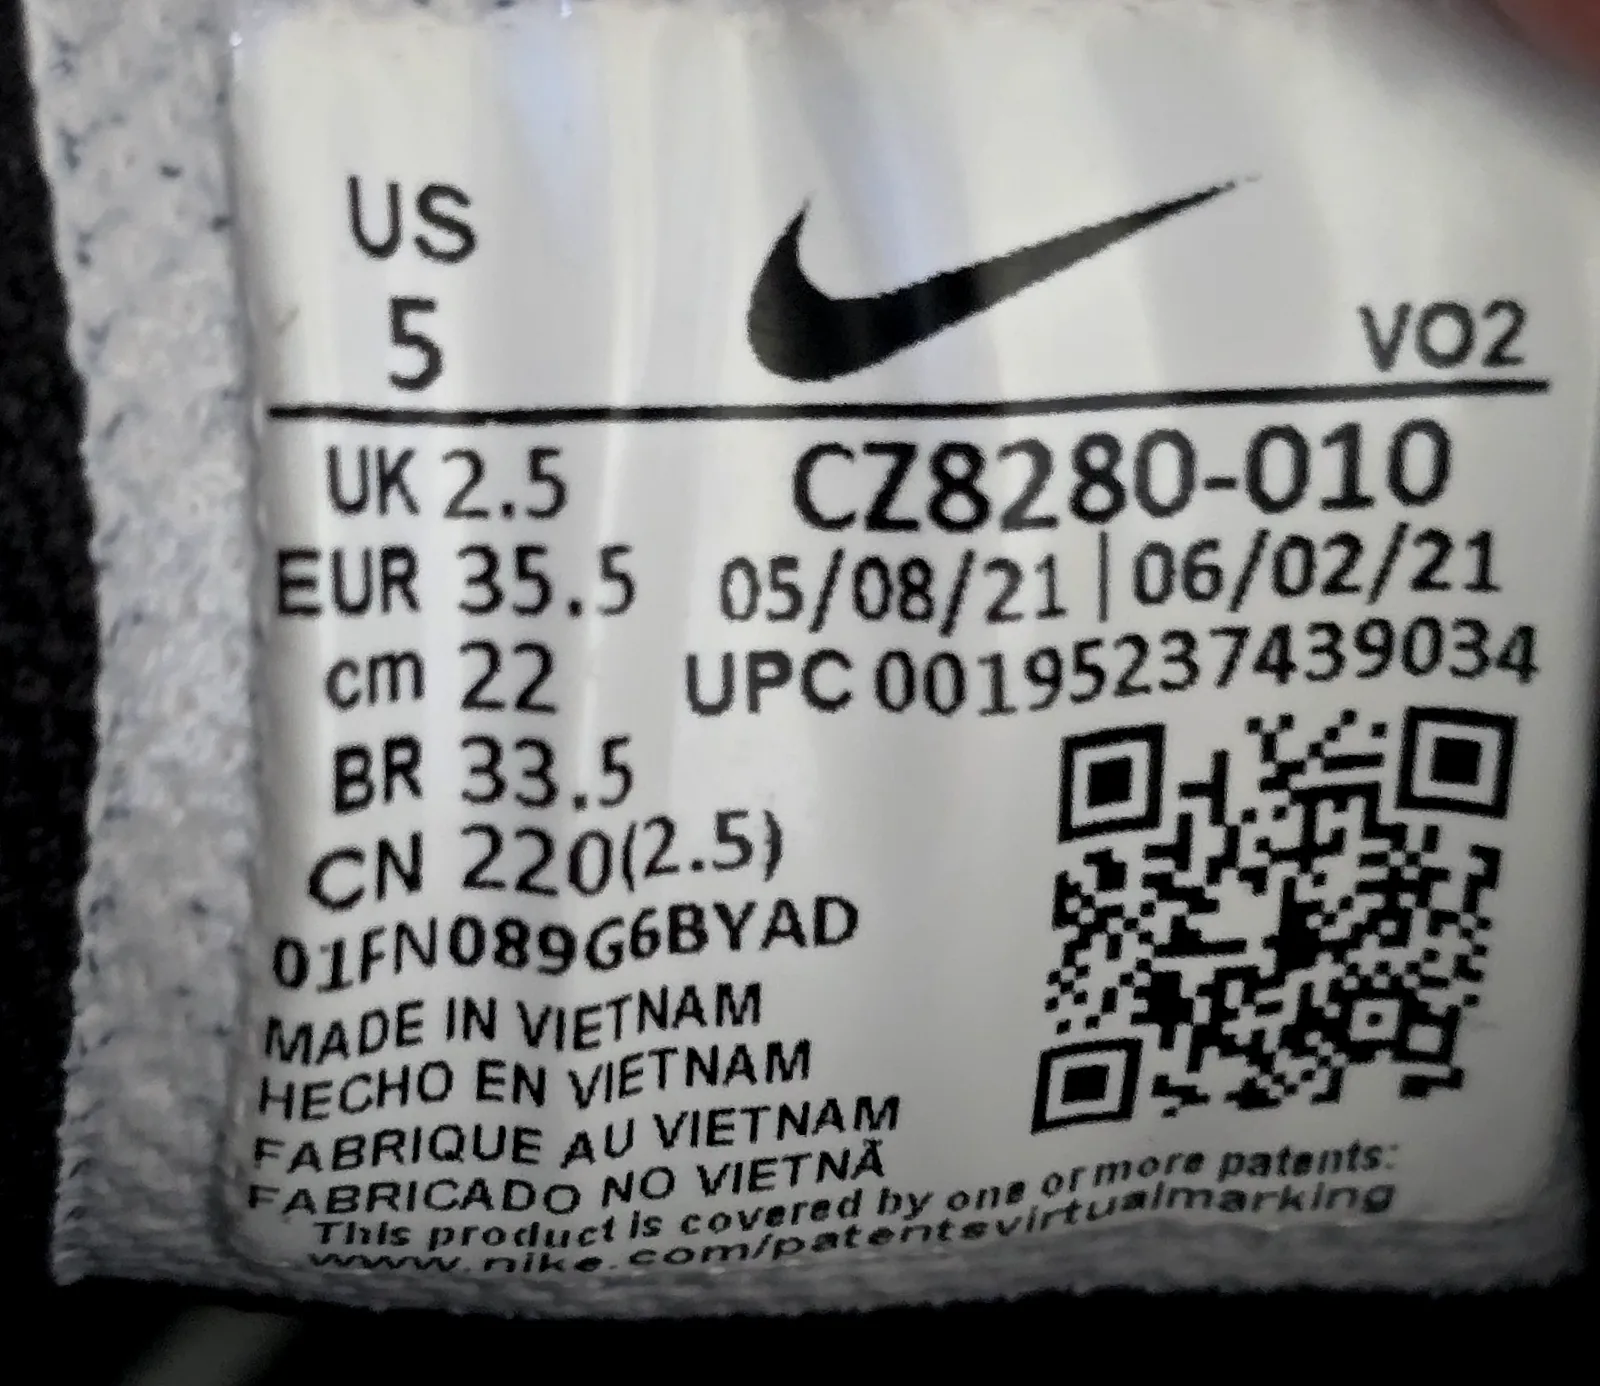 US
5
VO2
UK 2.5
CZ8280-010
EUR 35.5
05/08/21 | 06/02/21
cm 22
UPC 00195237439034
BR 33.5
CN 220(2.5)
01FN089G6BYAD
MADE IN VIETNAM
HECHO EN VIETNAM
FABRIQUE AU VIETNAM
FABRICADO NO VIETNÃ
This product is covered by one or more patents:
www.nike.com/patentsvirtualmarking